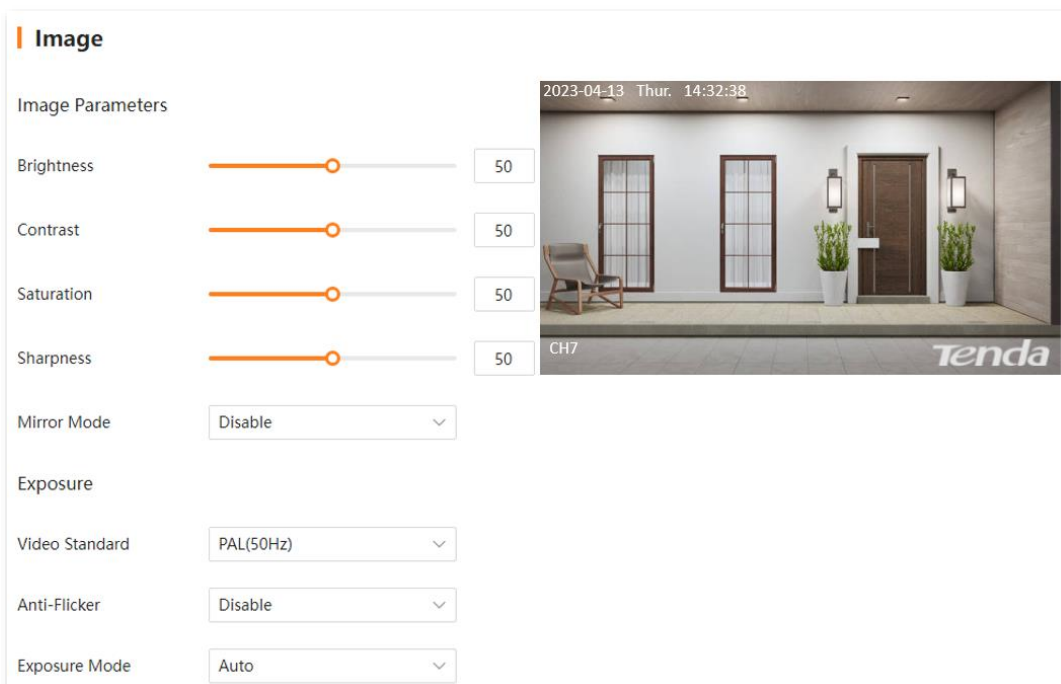 Image
Image Parameters
2023-04-13 Thur. 14:32:38
Brightness 50
Contrast 50
Saturation 50
Sharpness 50
CH7 Tenda
Mirror Mode Disable
Exposure
Video Standard PAL(50Hz)
Anti-Flicker Disable
Exposure Mode Auto